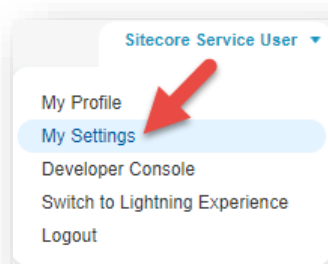 Sitecore Service User
My Profile
My Settings
Developer Console
Switch to Lightning Experience
Logout